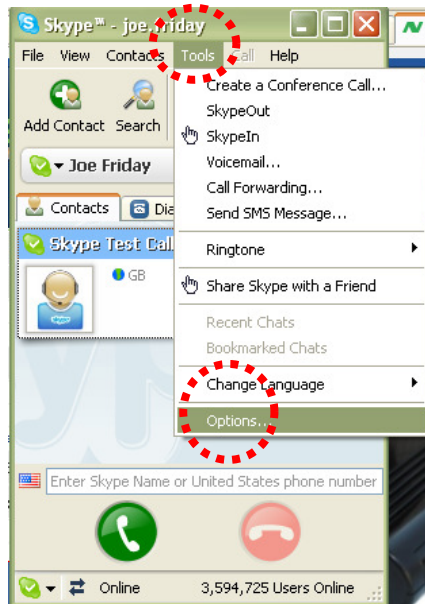 Skype™ - joe.friday
File View Contacts Tools Call Help
Add Contact Search
Joe Friday
Contacts Dia
Skype Test Call
GB
skype
Create a Conference Call...
SkypeOut
SkypeIn
Voicemail...
Call Forwarding...
Send SMS Message...
Ringtone
Share Skype with a Friend
Recent Chats
Bookmarked Chats
Change Language
Options...
Enter Skype Name or United States phone number
Online 3,594,725 Users Online